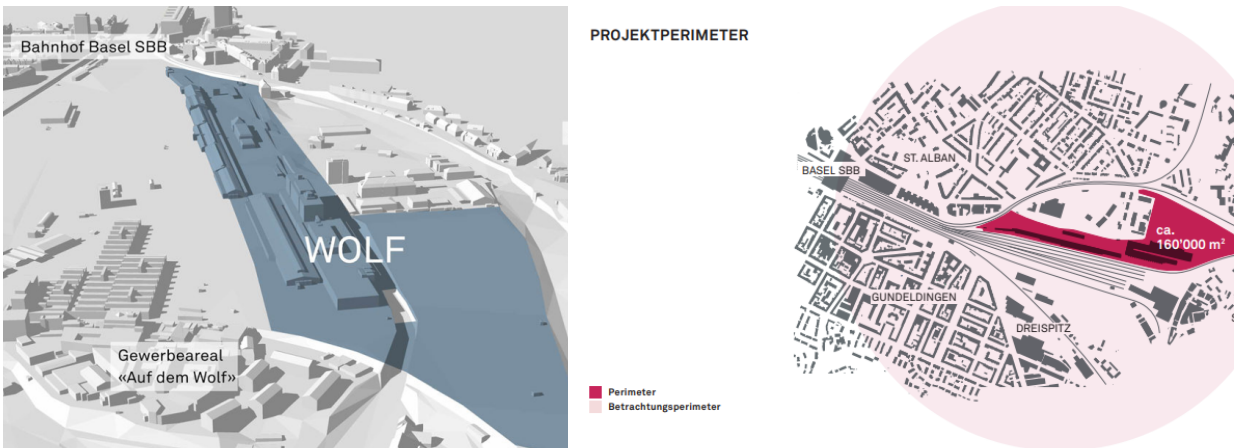 Bahnhof Basel SBB
WOLF
Gewerbeareal
«Auf dem Wolf»
PROJEKTPERIMETER
ST. ALBAN
BASEL SBB
ca.
160'000 m²
GUNDELDINGEN
DREISPITZ
Perimeter
Betrachtungsperimeter